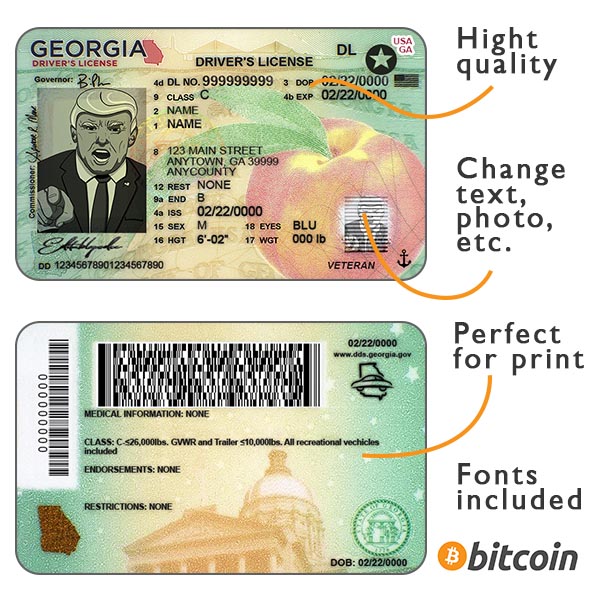 GEORGIA
DRIVER'S LICENSE
DRIVER'S LICENSE
DL
USA
GA
Governor:
4d DL NO. 999999999
3 DOB 02/22/0000
9 CLASS C
4b EXP 02/22/0000
2 NAME
1 NAME
8 123 MAIN STREET
ANYTOWN, GA 39999
ANYCOUNTY
12 REST NONE
9a END B
4a ISS 02/22/0000
15 SEX M
18 EYES BLU
16 HGT 6'-02"
17 WGT 000 lb
Commissioner:
DD 12345678901234567890
VETERAN
Hight
quality
Change
text,
photo,
etc.
000000000
02/22/0000
www.dds.georgia.gov
MEDICAL INFORMATION: NONE
CLASS: C-≤26,000lbs. GVWR and Trailer ≤10,000lbs. All recreational vechicles
included
ENDORSEMENTS: NONE
RESTRICTIONS: NONE
DOB: 02/22/0000
Perfect
for print
Fonts
included
bitcoin